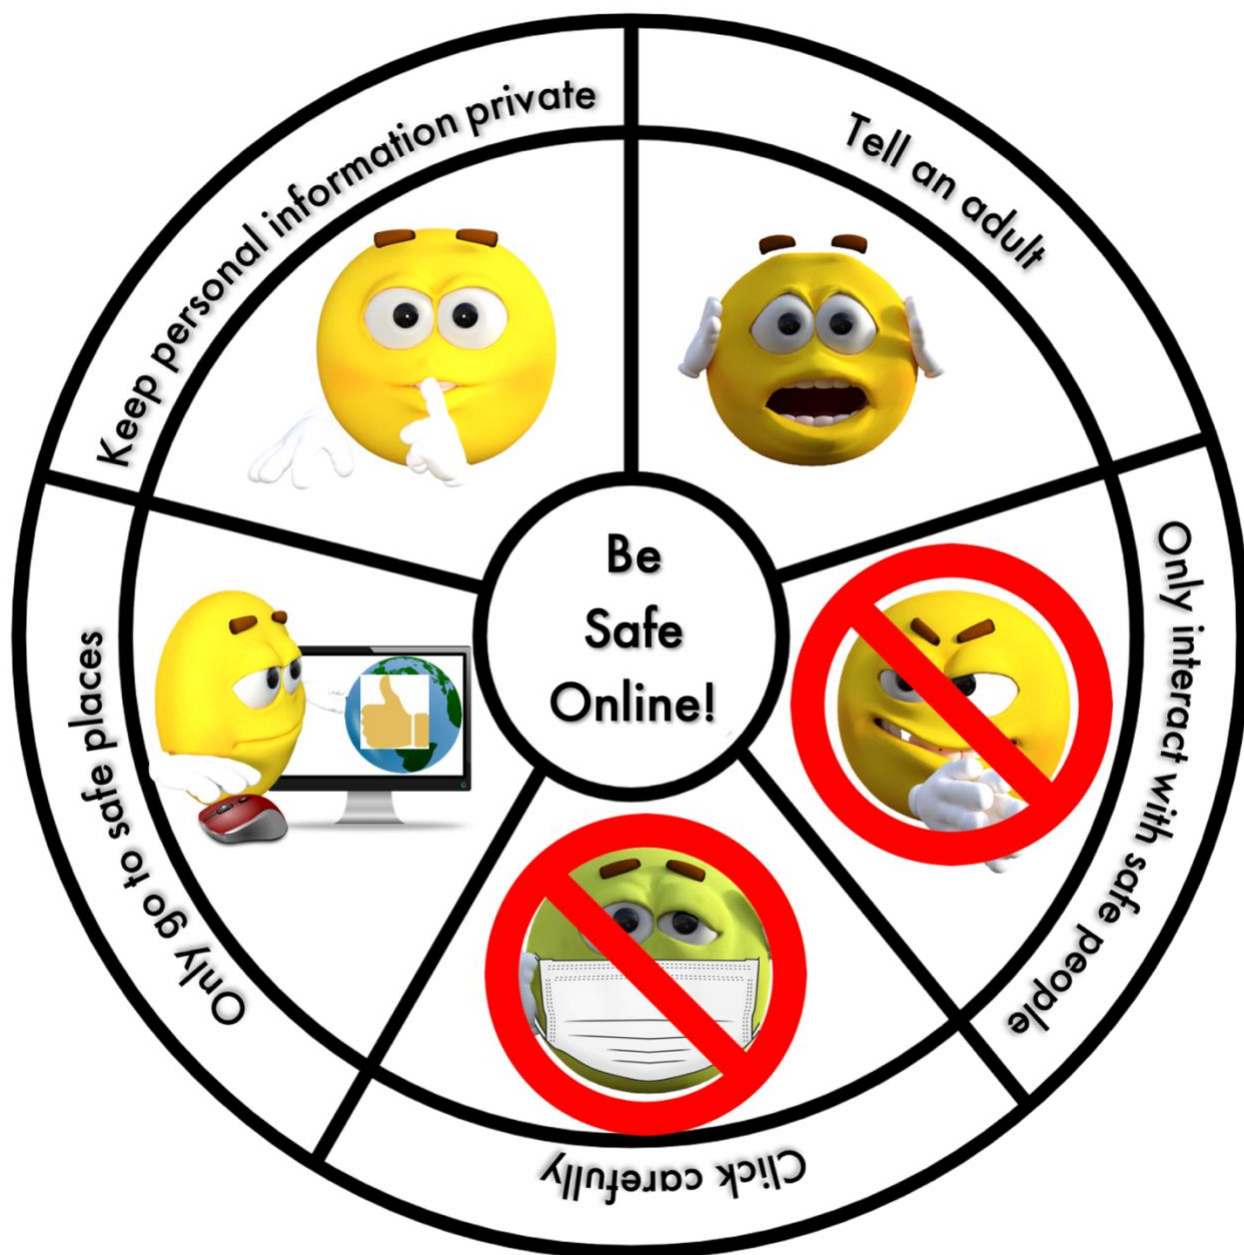 Be
Safe
Online!
Tell an adult
Only interact with safe people
Click carefully
Only go to safe places
Keep personal information private